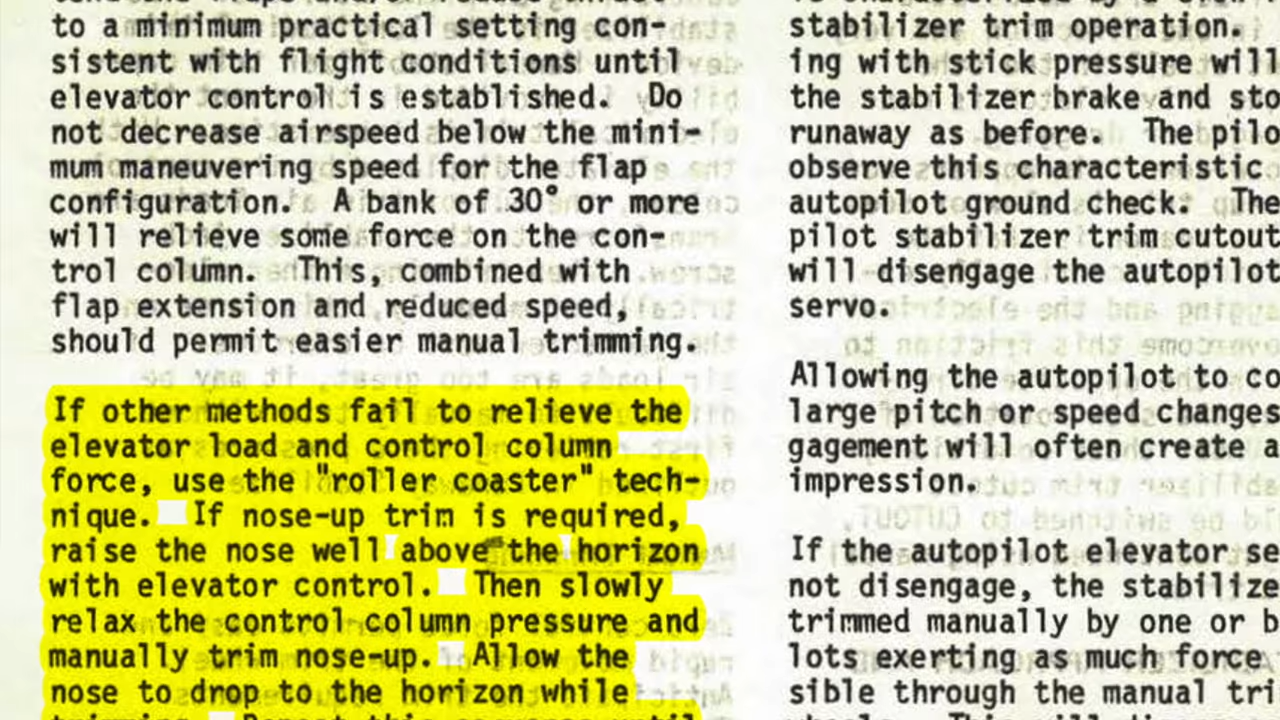 to a minimum practical setting con-
sistent with flight conditions until
elevator control is established. Do
not decrease airspeed below the mini-
mum maneuvering speed for the flap
configuration. A bank of 30° or more
will relieve some force on the con-
trol column. This, combined with
flap extension and reduced speed,
should permit easier manual trimming.
If other methods fail to relieve the
elevator load and control column
force, use the "roller coaster" tech-
nique. If nose-up trim is required,
raise the nose well above the horizon
with elevator control. Then slowly
relax the control column pressure and
manually trim nose-up. Allow the
nose to drop to the horizon while
stabilizer trim operation.
ing with stick pressure will
the stabilizer brake and sto
runaway as before. The pilo
observe this characteristic
autopilot ground check. The
pilot stabilizer trim cutout
will disengage the autopilot
servo.
Allowing the autopilot to co
large pitch or speed changes
gagement will often create a
impression.
If the autopilot elevator se
not disengage, the stabilize
trimmed manually by one or b
lots exerting as much force
sible through the manual tri